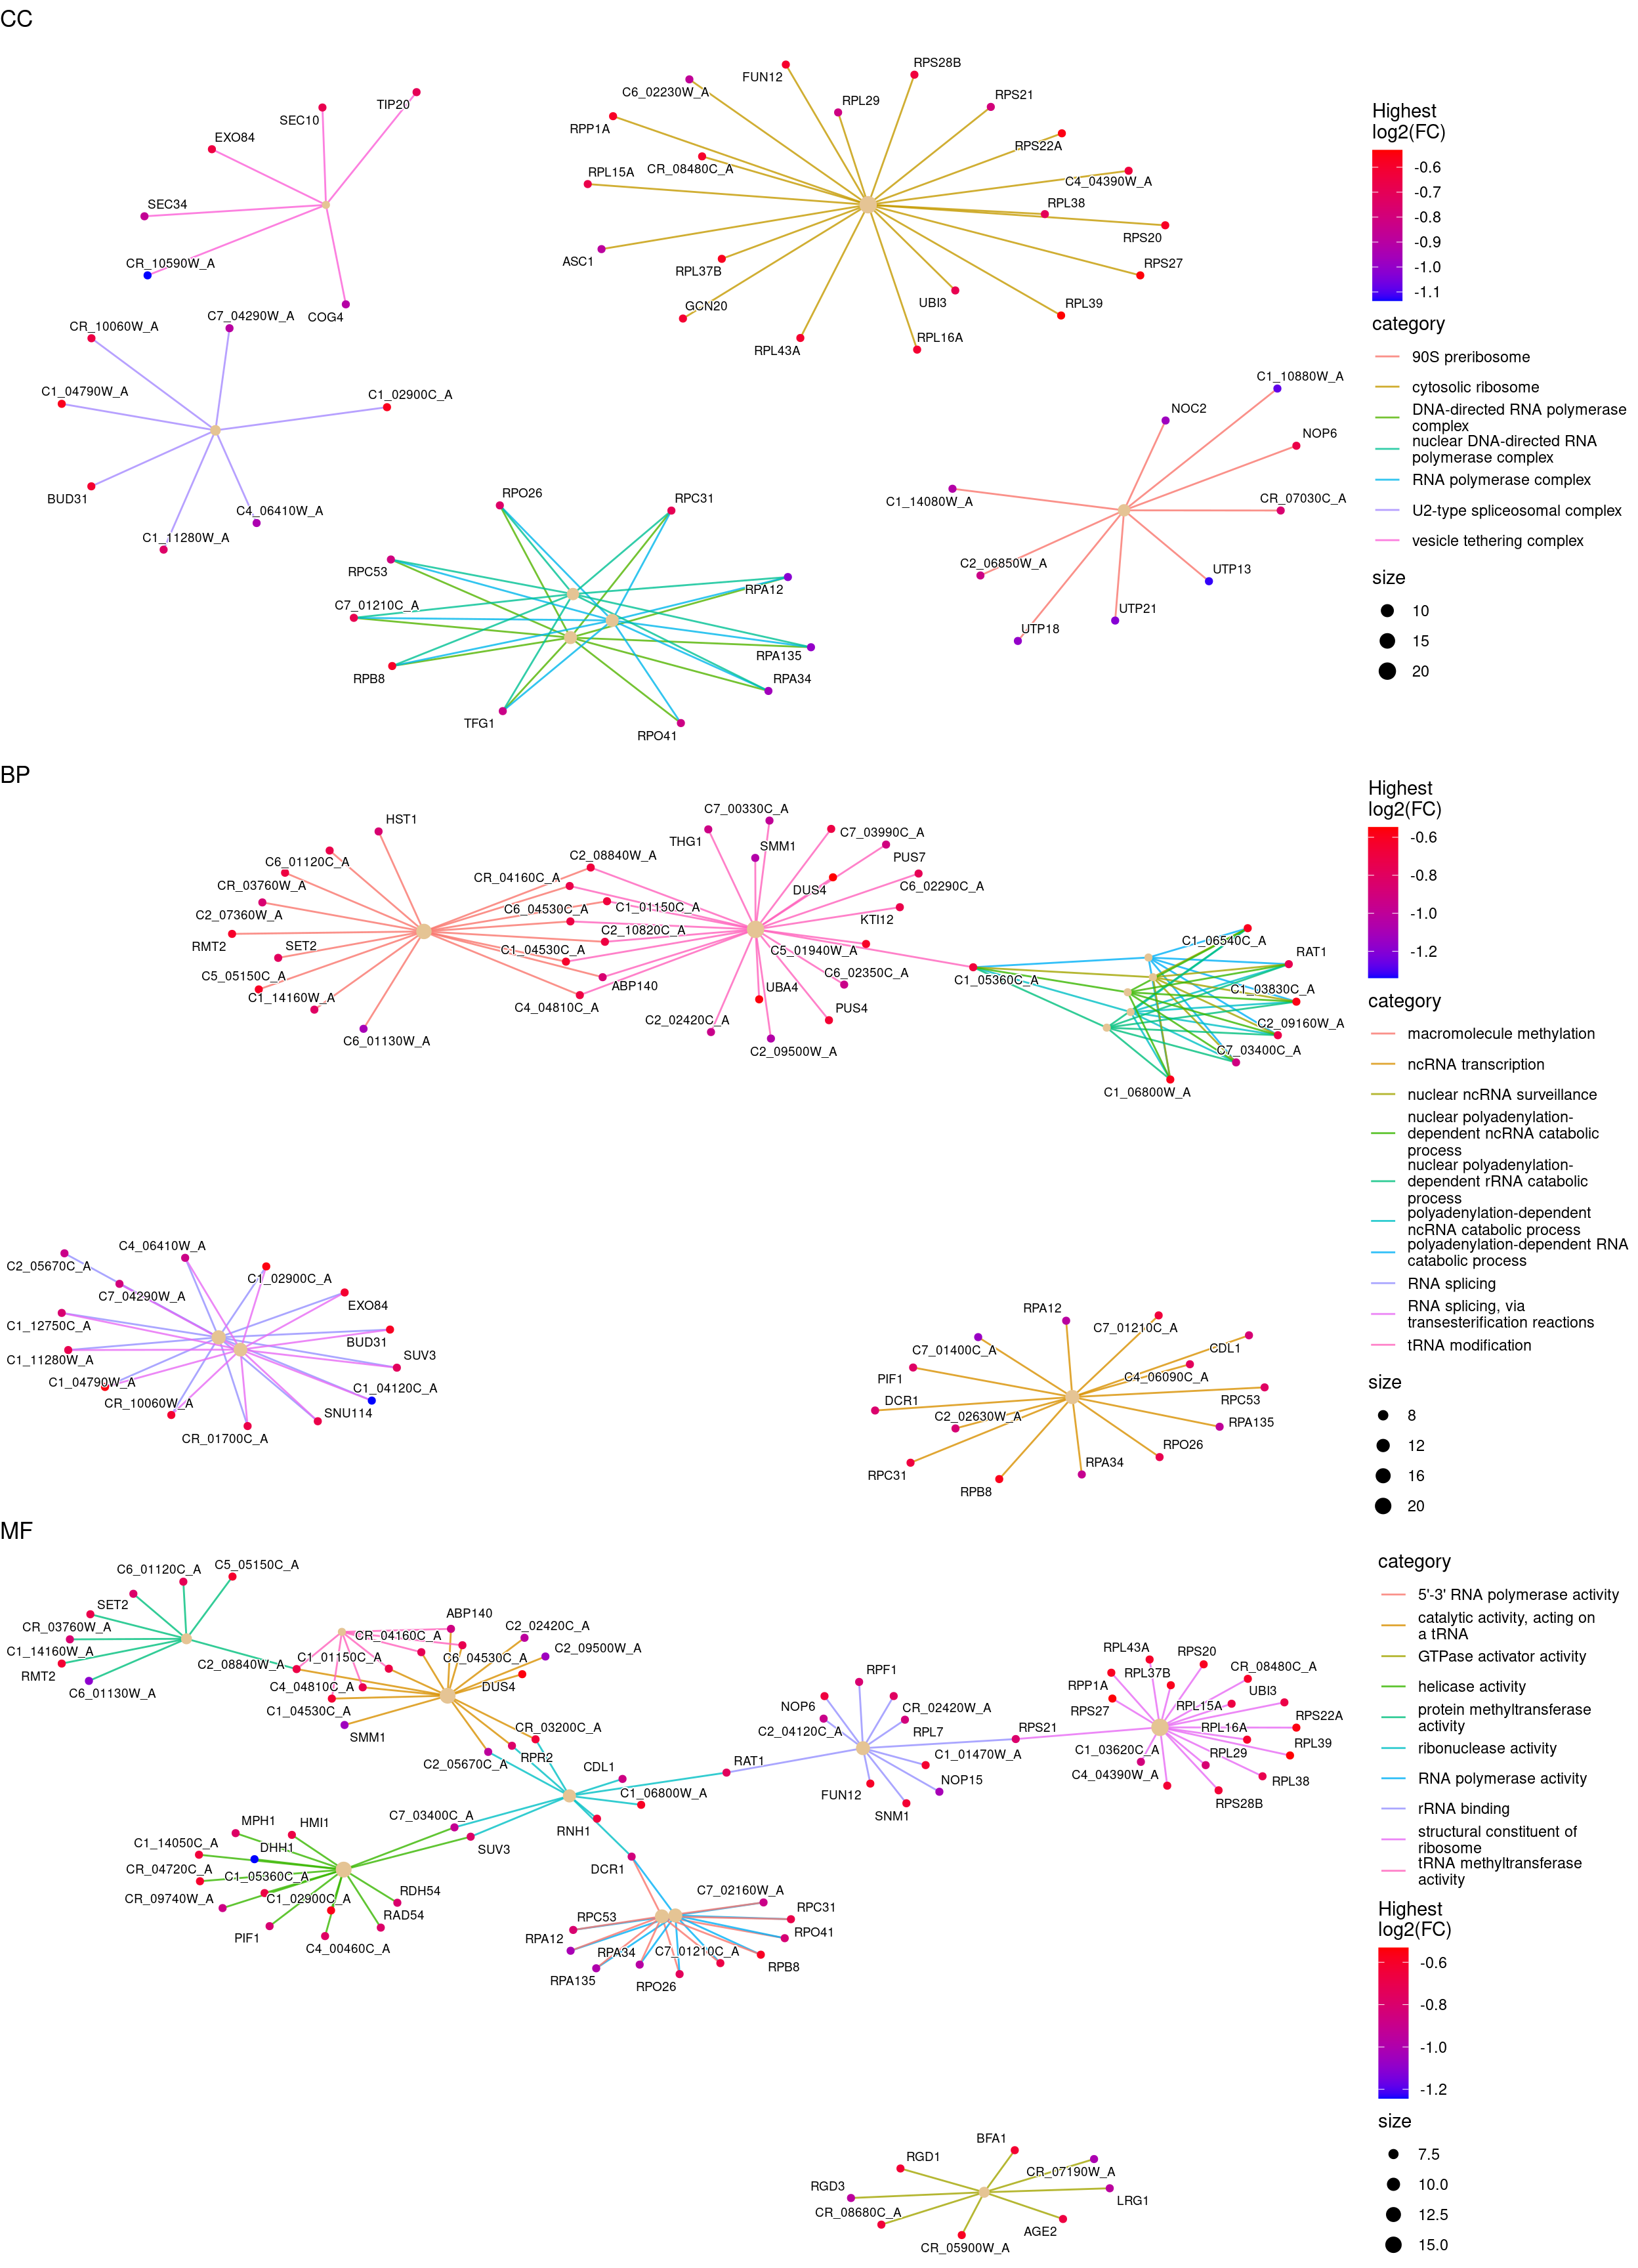 CC
FUN12
RPS28B
C6_02230W_A
RPL29
RPS21
TIP20
SEC10
RPP1A
EXO84
RPS22A
CR_08480C_A
RPL15A
C4_04390W_A
SEC34
RPL38
RPS20
ASC1
RPL37B
RPS27
CR_10590W_A
UBI3
GCN20
RPL39
COG4
C7_04290W_A
CR_10060W_A
RPL43A
RPL16A
C1_04790W_A
C1_02900C_A
C1_10880W_A
NOC2
NOP6
BUD31
C4_06410W_A
C1_11280W_A
RPO26
RPC31
C1_14080W_A
CR_07030C_A
RPC53
RPA12
C2_06850W_A
UTP13
C7_01210C_A
UTP21
UTP18
RPA135
RPB8
RPA34
TFG1
RPO41
Highest
log2(FC)
-0.6
-0.7
-0.8
-0.9
-1.0
-1.1
category
90S preribosome
cytosolic ribosome
DNA-directed RNA polymerase
complex
nuclear DNA-directed RNA
polymerase complex
RNA polymerase complex
U2-type spliceosomal complex
vesicle tethering complex
size
10
15
20
BP
HST1
C7_00330C_A
THG1
SMM1
C7_03990C_A
PUS7
C6_01120C_A
C2_08840W_A
CR_03760W_A
CR_04160C_A
DUS4
C6_02290C_A
C2_07360W_A
C6_04530C_A
C1_01150C_A
KTI12
RMT2
SET2
C1_04530C_A
C2_10820C_A
C5_01940W_A
C1_06540C_A
RAT1
C5_05150C_A
C6_02350C_A
C1_05360C_A
C1_03830C_A
C1_14160W_A
ABP140
UBA4
C4_04810C_A
PUS4
C2_02420C_A
C2_09160W_A
C6_01130W_A
C2_09500W_A
C7_03400C_A
C1_06800W_A
C4_06410W_A
C2_05670C_A
C1_02900C_A
C7_04290W_A
EXO84
C1_12750C_A
BUD31
C1_11280W_A
SUV3
C1_04790W_A
C1_04120C_A
CR_10060W_A
SNU114
CR_01700C_A
RPA12
C7_01210C_A
C7_01400C_A
CDL1
PIF1
C4_06090C_A
DCR1
RPC53
C2_02630W_A
RPA135
RPO26
RPC31
RPA34
RPB8
Highest
log2(FC)
-0.6
-0.8
-1.0
-1.2
category
macromolecule methylation
ncRNA transcription
nuclear ncRNA surveillance
nuclear polyadenylation-
dependent ncRNA catabolic
process
nuclear polyadenylation-
dependent rRNA catabolic
process
polyadenylation-dependent
ncRNA catabolic process
polyadenylation-dependent RNA
catabolic process
RNA splicing
RNA splicing, via
transesterification reactions
tRNA modification
size
8
12
16
20
MF
C6_01120C_A
C5_05150C_A
SET2
CR_03760W_A
C1_14160W_A
RMT2
C6_01130W_A
C2_08840W_A
ABP140
CR_04160C_A
C2_02420C_A
C2_09500W_A
C1_01150C_A
C6_04530C_A
C4_04810C_A
DUS4
C1_04530C_A
SMM1
CR_03200C_A
RPR2
C2_05670C_A
CDL1
RAT1
C1_06800W_A
RNH1
C7_03400C_A
SUV3
DCR1
MPH1
HMI1
C1_14050C_A
DHH1
CR_04720C_A
C1_05360C_A
CR_09740W_A
C1_02900C_A
RDH54
RAD54
PIF1
C4_00460C_A
C7_02160W_A
RPC53
RPC31
RPA12
RPO41
RPA34
C7_01210C_A
RPB8
RPA135
RPO26
RPF1
NOP6
CR_02420W_A
C2_04120C_A
RPL7
RPS21
C1_01470W_A
NOP15
FUN12
SNM1
RPL43A
RPS20
RPL37B
CR_08480C_A
RPP1A
UBI3
RPS27
RPL15A
RPS22A
RPL16A
RPL39
C1_03620C_A
RPL29
C4_04390W_A
RPL38
RPS28B
BFA1
RGD1
CR_07190W_A
RGD3
LRG1
CR_08680C_A
AGE2
CR_05900W_A
category
5'-3' RNA polymerase activity
catalytic activity, acting on
a tRNA
GTPase activator activity
helicase activity
protein methyltransferase
activity
ribonuclease activity
RNA polymerase activity
rRNA binding
structural constituent of
ribosome
tRNA methyltransferase
activity
Highest
log2(FC)
-0.6
-0.8
-1.0
-1.2
size
7.5
10.0
12.5
15.0